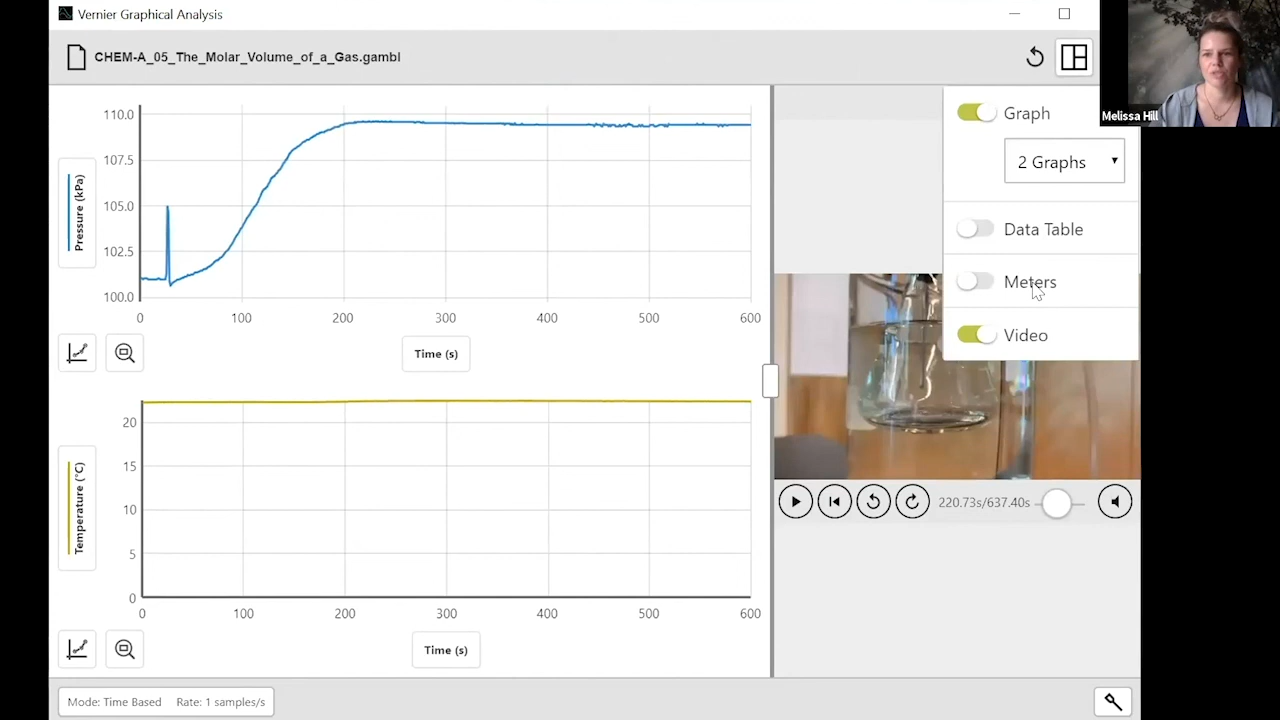 Vernier Graphical Analysis
CHEM-A_05_The_Molar_Volume_of_a_Gas.gambl
Melissa Hill
Graph
2 Graphs
Data Table
Meters
Video
110.0
107.5
105.0
102.5
100.0
Pressure (kPa)
0 100 200 300 400 500 600
Time (s)
20
15
10
5
0
Temperature (°C)
0 100 200 300 400 500 600
Time (s)
220.73s/637.40s
Mode: Time Based Rate: 1 samples/s